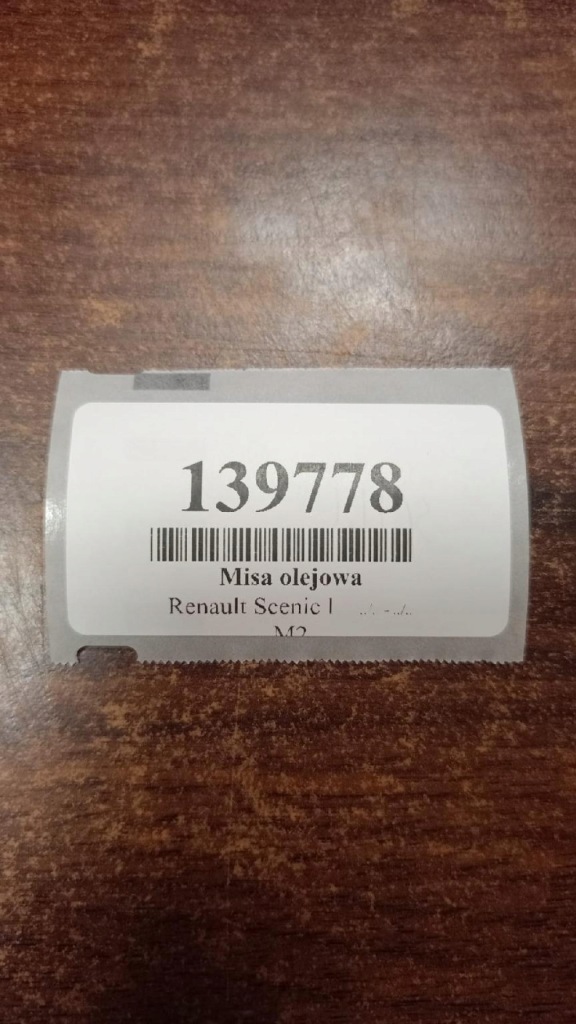 139778
Misa olejowa
Renault Scenic I
M2